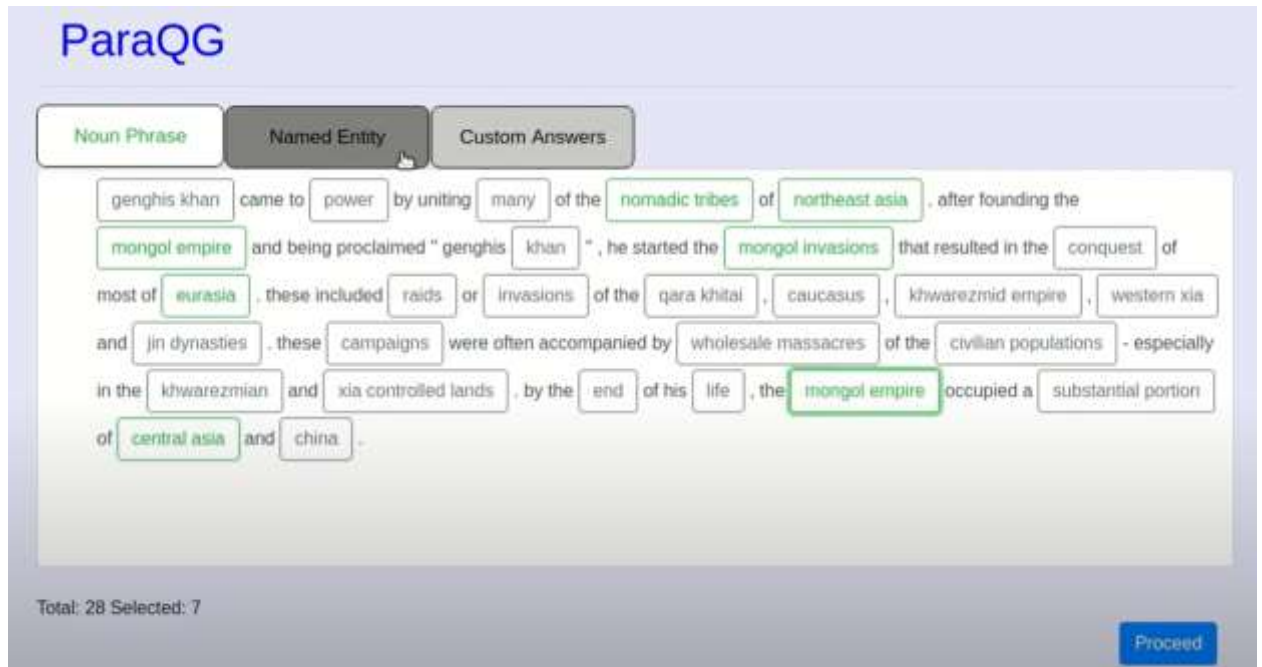 ParaQG
Noun Phrase Named Entity Custom Answers
genghis khan came to power by uniting many of the nomadic tribes of northeast asia . after founding the
mongol empire and being proclaimed " genghis khan " , he started the mongol invasions that resulted in the conquest of
most of eurasia . these included raids or invasions of the qara khitai , caucasus , khwarezmid empire , western xia
and jin dynasties . these campaigns were often accompanied by wholesale massacres of the civilian populations - especially
in the khwarezmian and xia controlled lands . by the end of his life , the mongol empire occupied a substantial portion
of central asia and china .
Total: 28 Selected: 7
Proceed